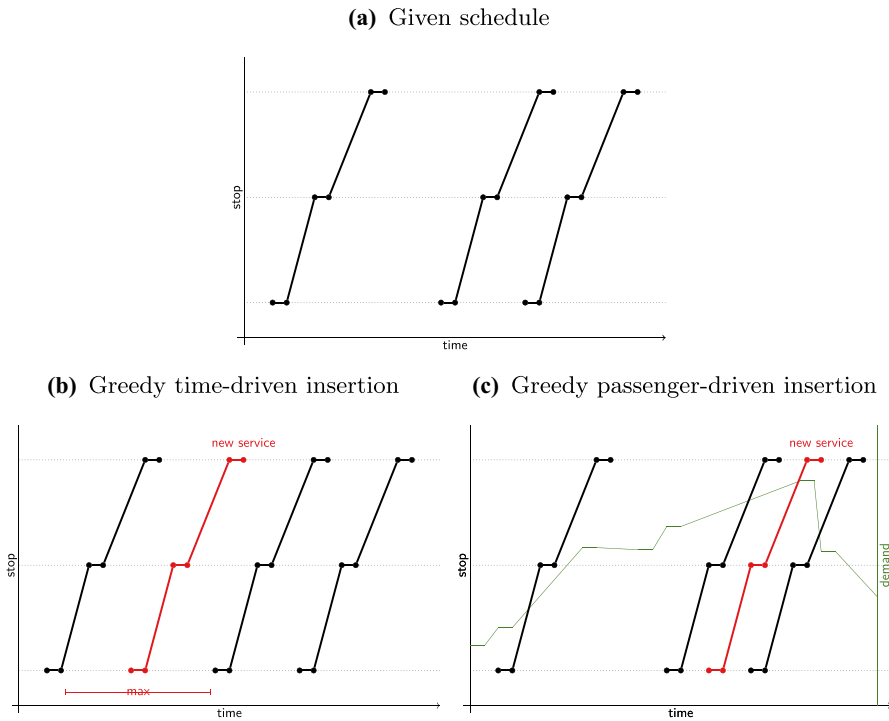 (a) Given schedule
stop
time
(b) Greedy time-driven insertion
(c) Greedy passenger-driven insertion
new service
stop
max
time
new service
stop
demand
time